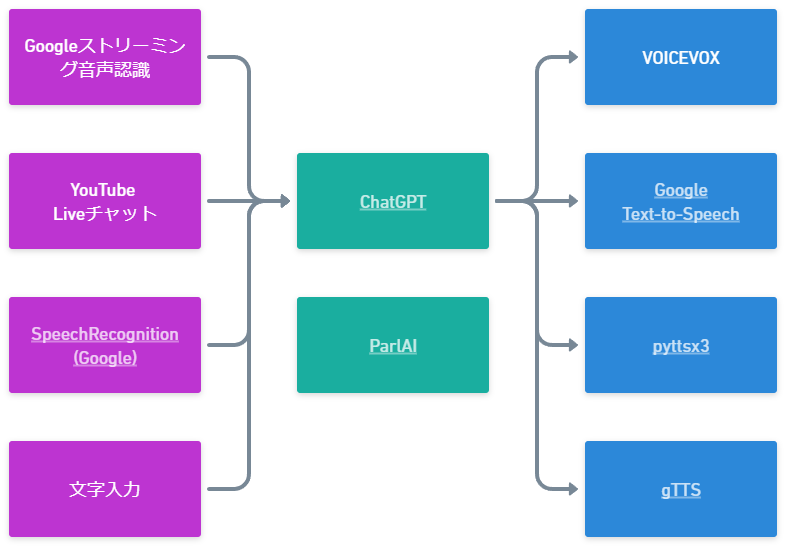 Googleストリーミン
グ音声認識
YouTube
Liveチャット
SpeechRecognition
(Google)
文字入力
ChatGPT
ParlAI
VOICEVOX
Google
Text-to-Speech
pyttsx3
gTTS